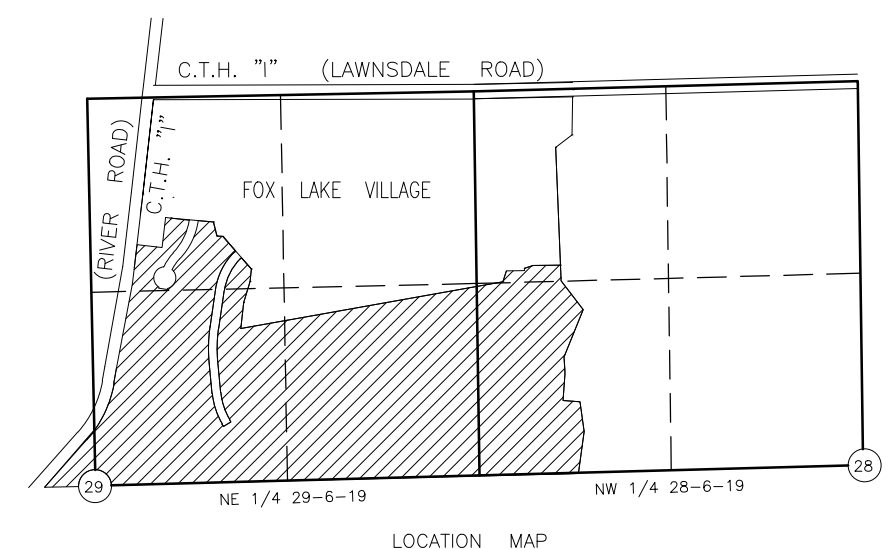 C.T.H. "I" (LAWNSDALE ROAD)
(RIVER ROAD)
C.T.H. "I"
FOX LAKE VILLAGE
29
28
NE 1/4 29-6-19
NW 1/4 28-6-19
LOCATION MAP